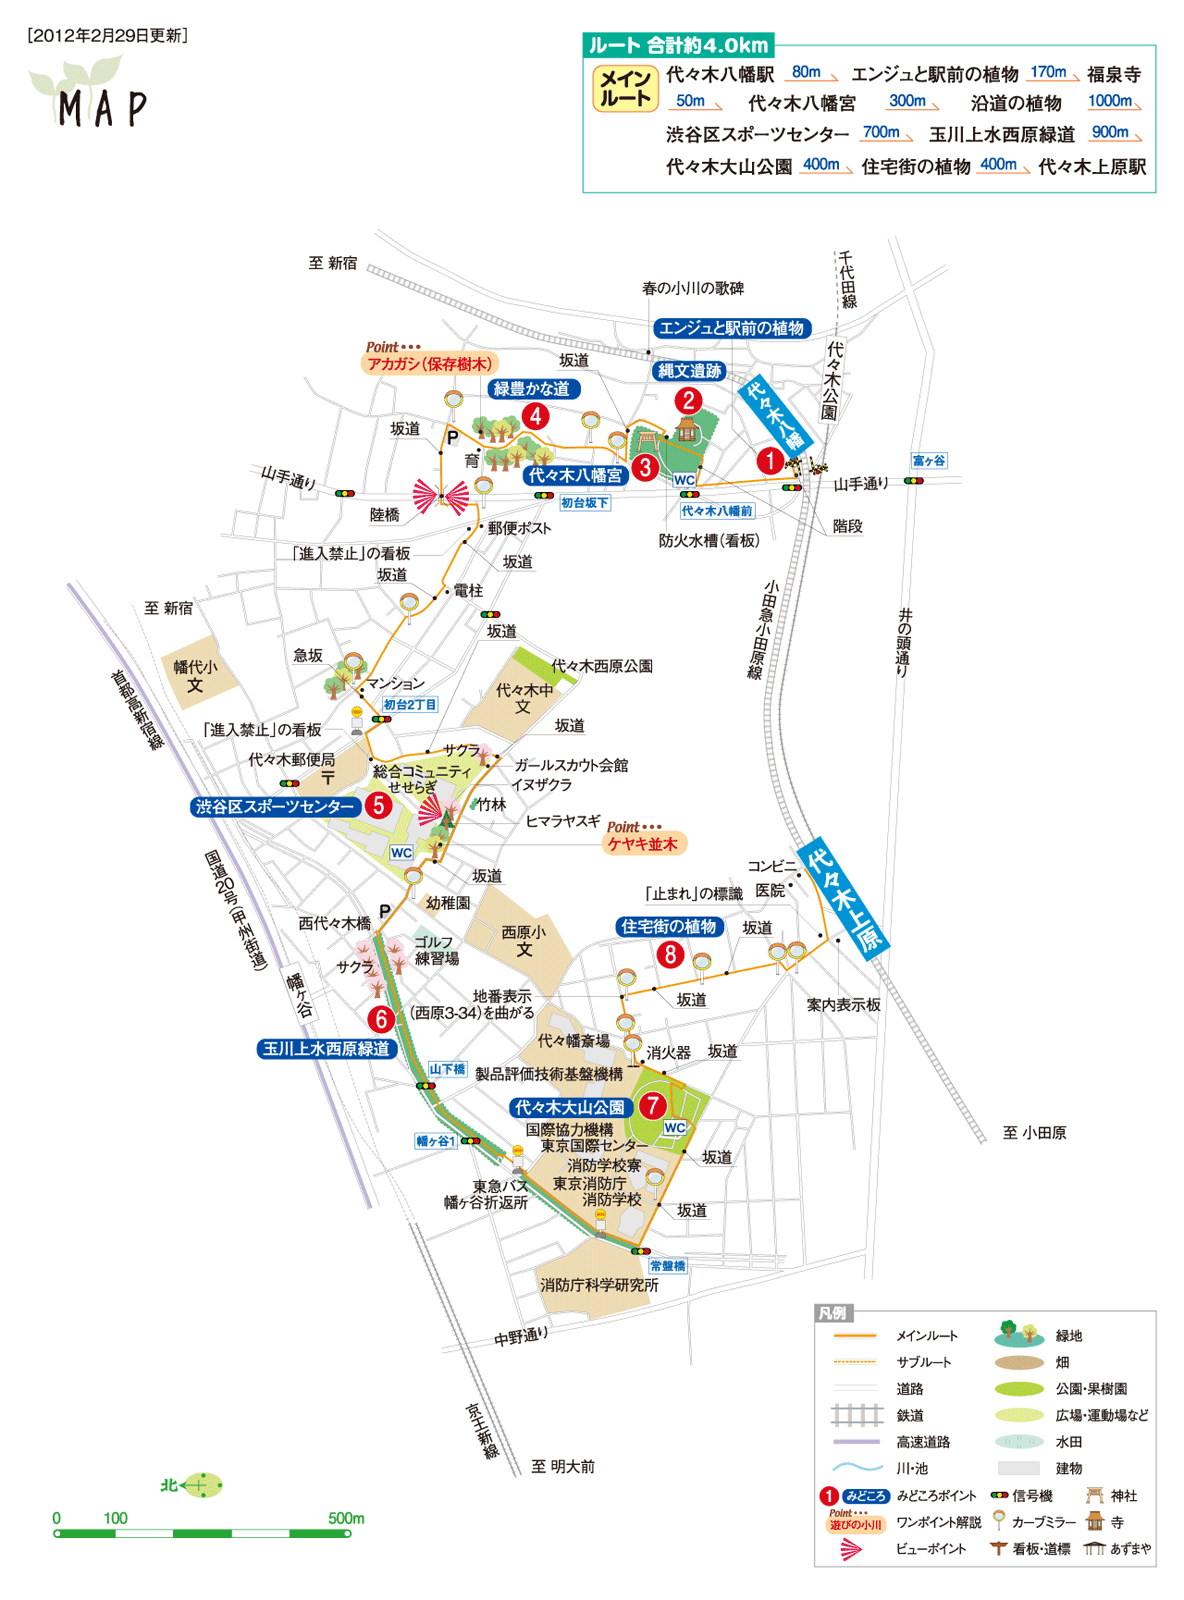 [2012年2月29日更新]
MAP
ルート 合計約4.0km
メイン
ルート
代々木八幡駅 80m エンジュと駅前の植物 170m 福泉寺
50m 代々木八幡宮 300m 沿道の植物 1000m
渋谷区スポーツセンター 700m 玉川上水西原緑道 900m
代々木大山公園 400m 住宅街の植物 400m 代々木上原駅
至 新宿
千代田線
春の小川の歌碑
エンジュと駅前の植物
Point•••
アカガシ(保存樹木)
坂道
縄文遺跡
代々木公園
緑豊かな道
2
代々木八幡
4
坂道
P
育
代々木八幡宮
3
1
富ヶ谷
山手通り
WC
山手通り
初台坂下
代々木八幡前
陸橋
郵便ポスト
階段
防火水槽(看板)
「進入禁止」の看板
坂道
坂道
電柱
小田急小田原線
井の頭通り
至 新宿
坂道
急坂
幡代小
文
代々木西原公園
首都高新宿線
マンション
代々木中
文
初台2丁目
「進入禁止」の看板
坂道
代々木郵便局
〒
サクラ
総合コミュニティ
せせらぎ
ガールスカウト会館
イヌザクラ
渋谷区スポーツセンター
5
竹林
ヒマラヤスギ
Point•••
ケヤキ並木
WC
代々木上原
国道20号(甲州街道)
コンビニ
医院
坂道
「止まれ」の標識
幼稚園
P
西代々木橋
西原小
文
住宅街の植物
坂道
ゴルフ
練習場
8
サクラ
幡ヶ谷
地番表示
(西原3-34)を曲がる
坂道
案内表示板
6
代々幡斎場
玉川上水西原緑道
消火器
坂道
山下橋
製品評価技術基盤機構
代々木大山公園
7
国際協力機構
東京国際センター
WC
幡ヶ谷1
至 小田原
消防学校寮
坂道
東急バス
幡ヶ谷折返所
東京消防庁
消防学校
坂道
常盤橋
消防庁科学研究所
中野通り
京王新線
至 明大前
北
0 100 500m
凡例
メインルート
緑地
サブルート
畑
道路
公園・果樹園
鉄道
広場・運動場など
高速道路
水田
川・池
建物
1 みどころ みどころポイント
信号機
神社
Point•••
遊びの小川
ワンポイント解説
カーブミラー
寺
ビューポイント
看板・道標
あずまや